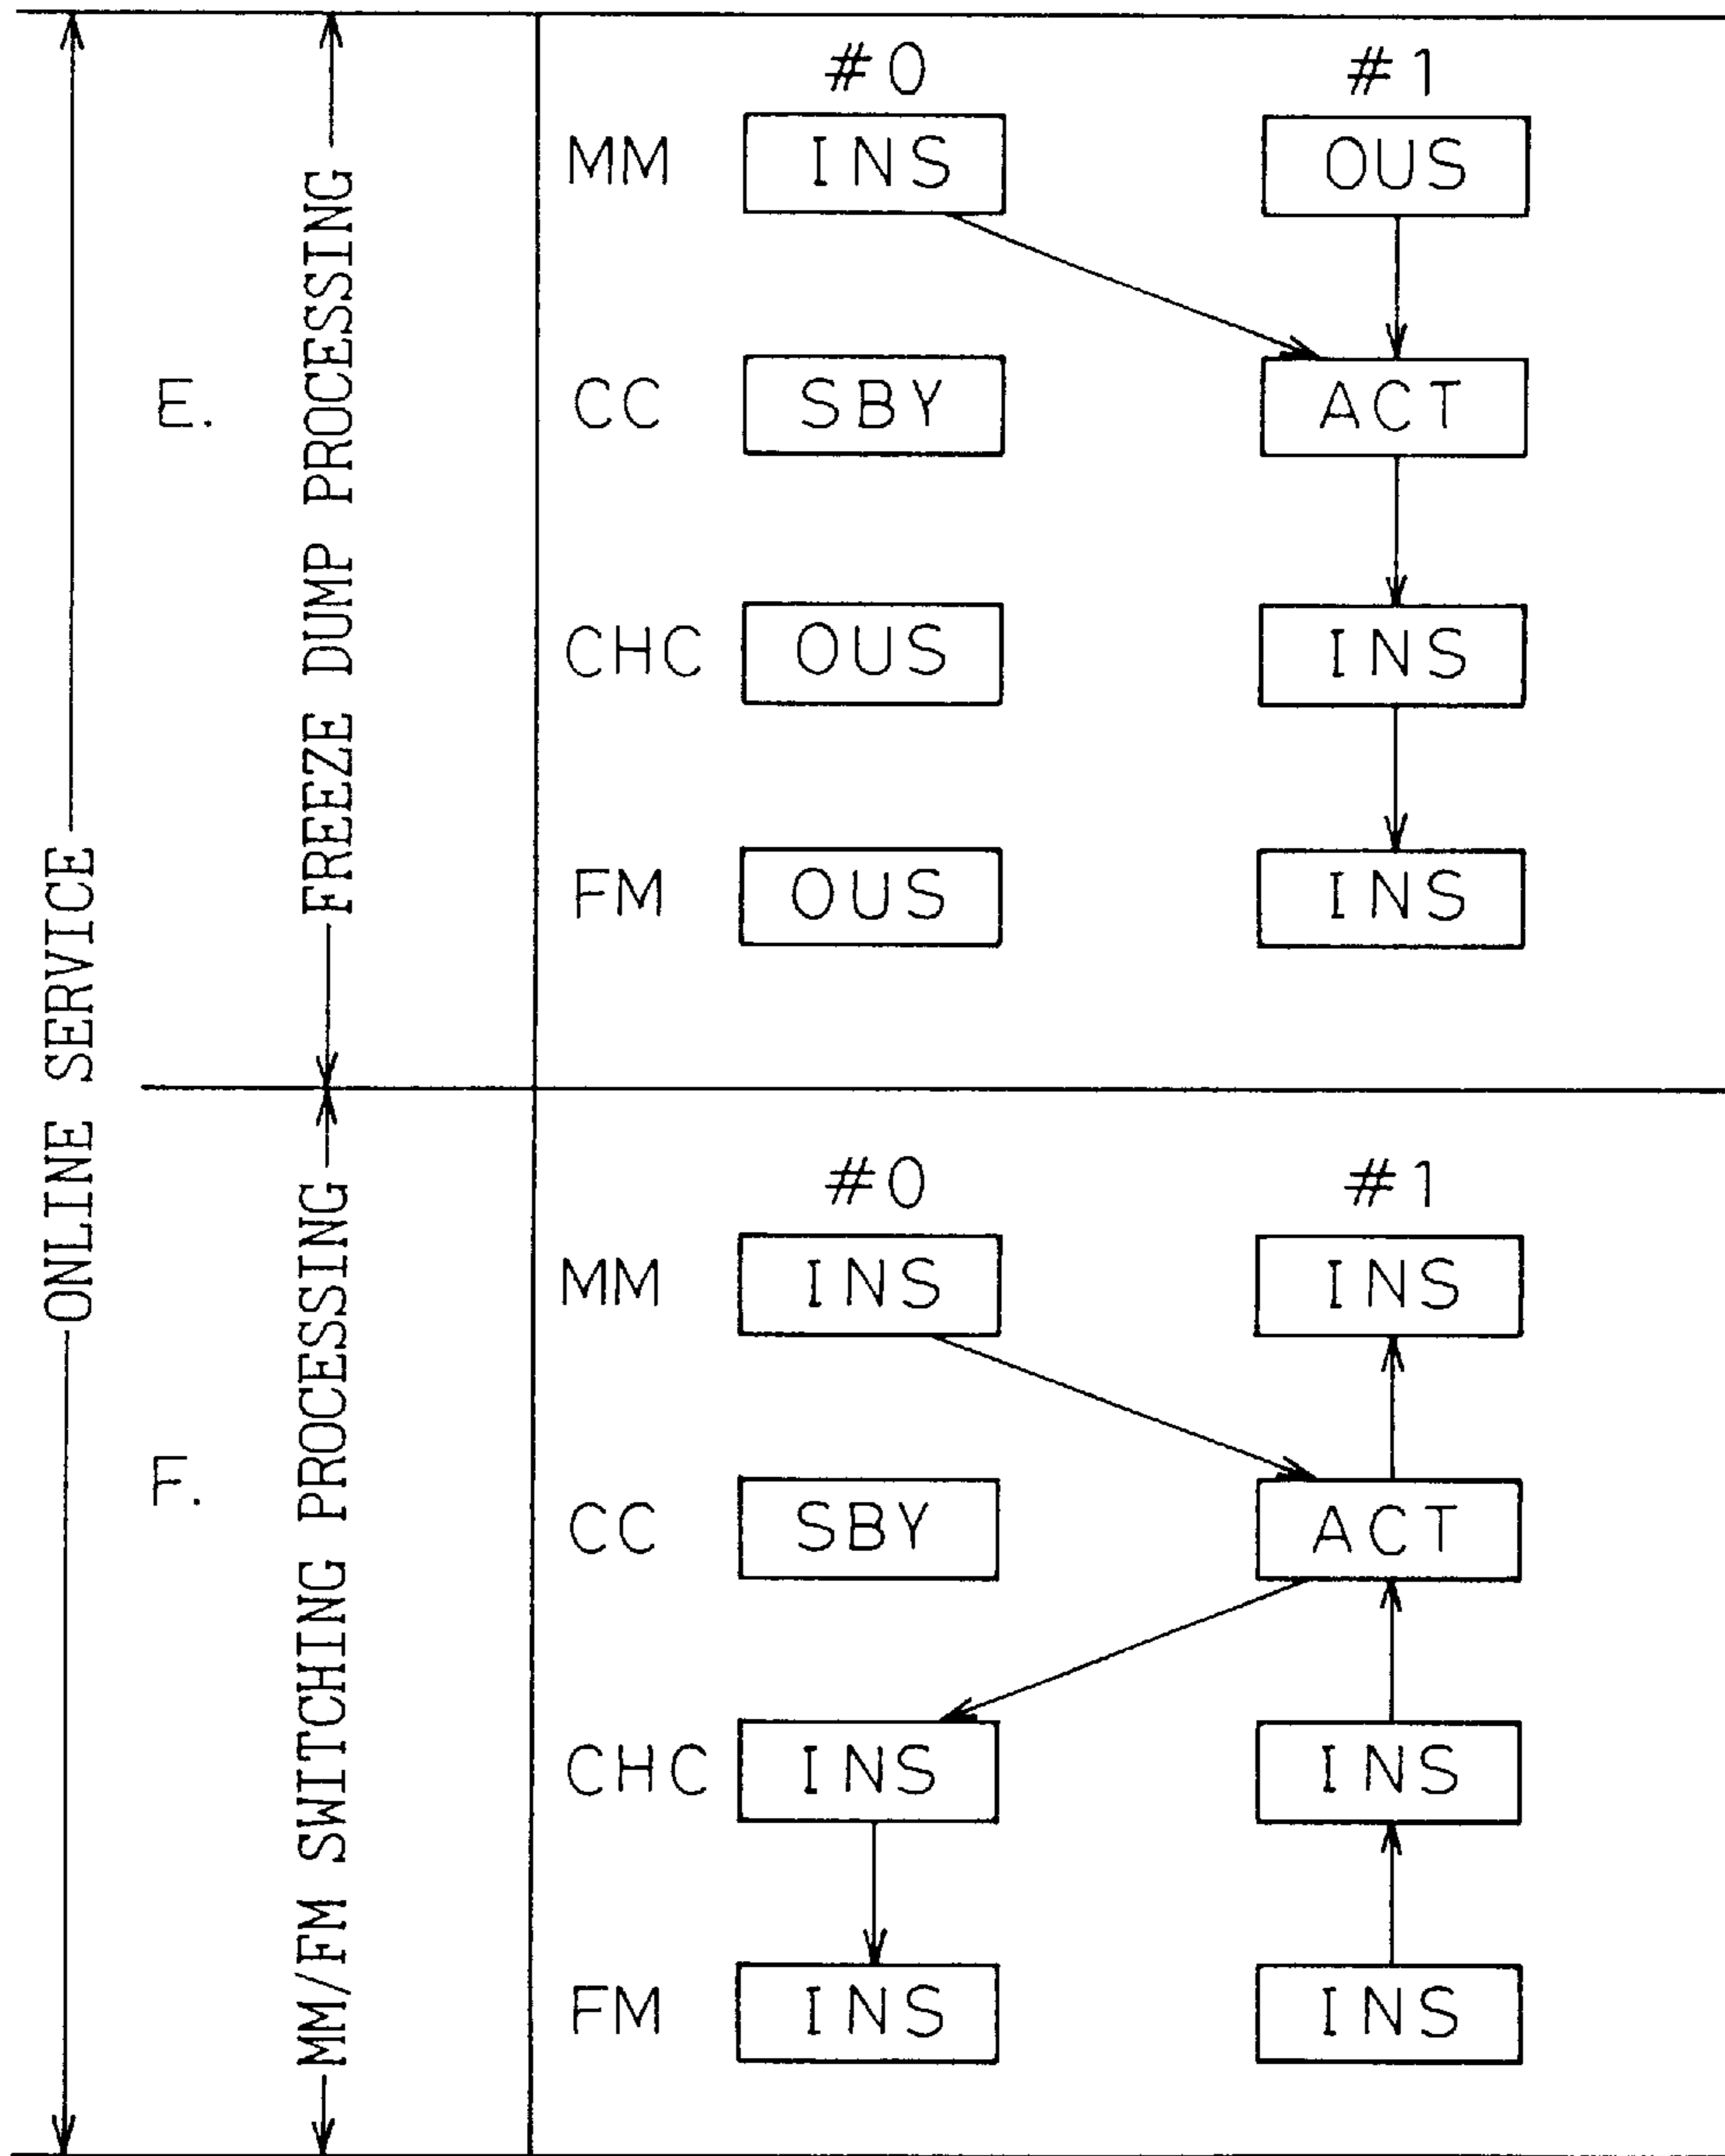 ONLINE SERVICE
E.
FREEZE DUMP PROCESSING
#0 #1
MM INS OUS
CC SBY ACT
CHC OUS INS
FM OUS INS
F.
MM/FM SWITCHING PROCESSING
#0 #1
MM INS INS
CC SBY ACT
CHC INS INS
FM INS INS